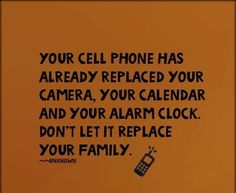 YOUR CELL PHONE HAS
ALREADY REPLACED YOUR
CAMERA, YOUR CALENDAR
AND YOUR ALARM CLOCK.
DON'T LET IT REPLACE
YOUR FAMILY.
~~UNKNOWN